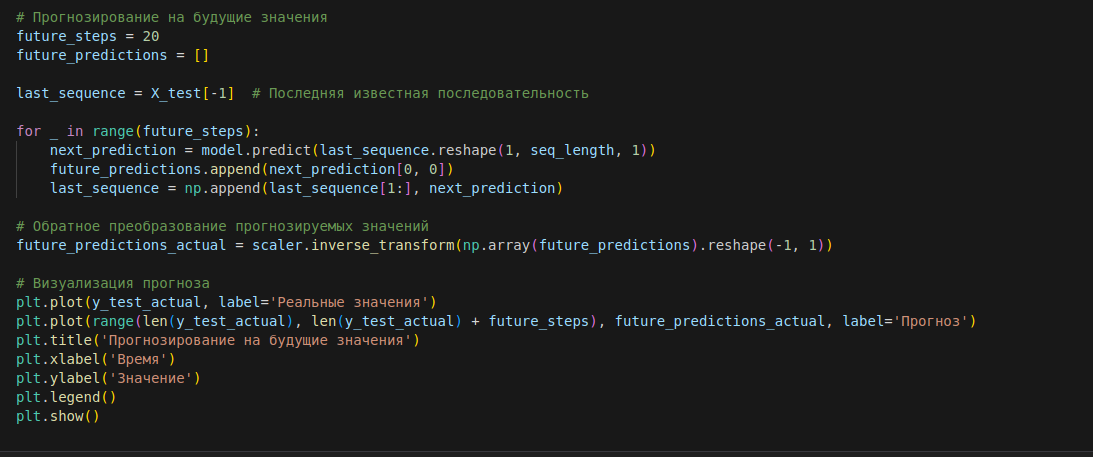 # Прогнозирование на будущие значения
future_steps = 20
future_predictions = []
last_sequence = X_test[-1]  # Последняя известная последовательность
for _ in range(future_steps):
    next_prediction = model.predict(last_sequence.reshape(1, seq_length, 1))
    future_predictions.append(next_prediction[0, 0])
    last_sequence = np.append(last_sequence[1:], next_prediction)
# Обратное преобразование прогнозируемых значений
future_predictions_actual = scaler.inverse_transform(np.array(future_predictions).reshape(-1, 1))
# Визуализация прогноза
plt.plot(y_test_actual, label='Реальные значения')
plt.plot(range(len(y_test_actual), len(y_test_actual) + future_steps), future_predictions_actual, label='Прогноз')
plt.title('Прогнозирование на будущие значения')
plt.xlabel('Время')
plt.ylabel('Значение')
plt.legend()
plt.show()